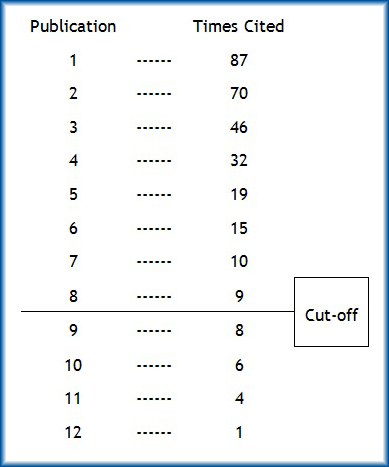 Publication ------ Times Cited
1 ------ 87
2 ------ 70
3 ------ 46
4 ------ 32
5 ------ 19
6 ------ 15
7 ------ 10
8 ------ 9
Cut-off
9 ------ 8
10 ------ 6
11 ------ 4
12 ------ 1